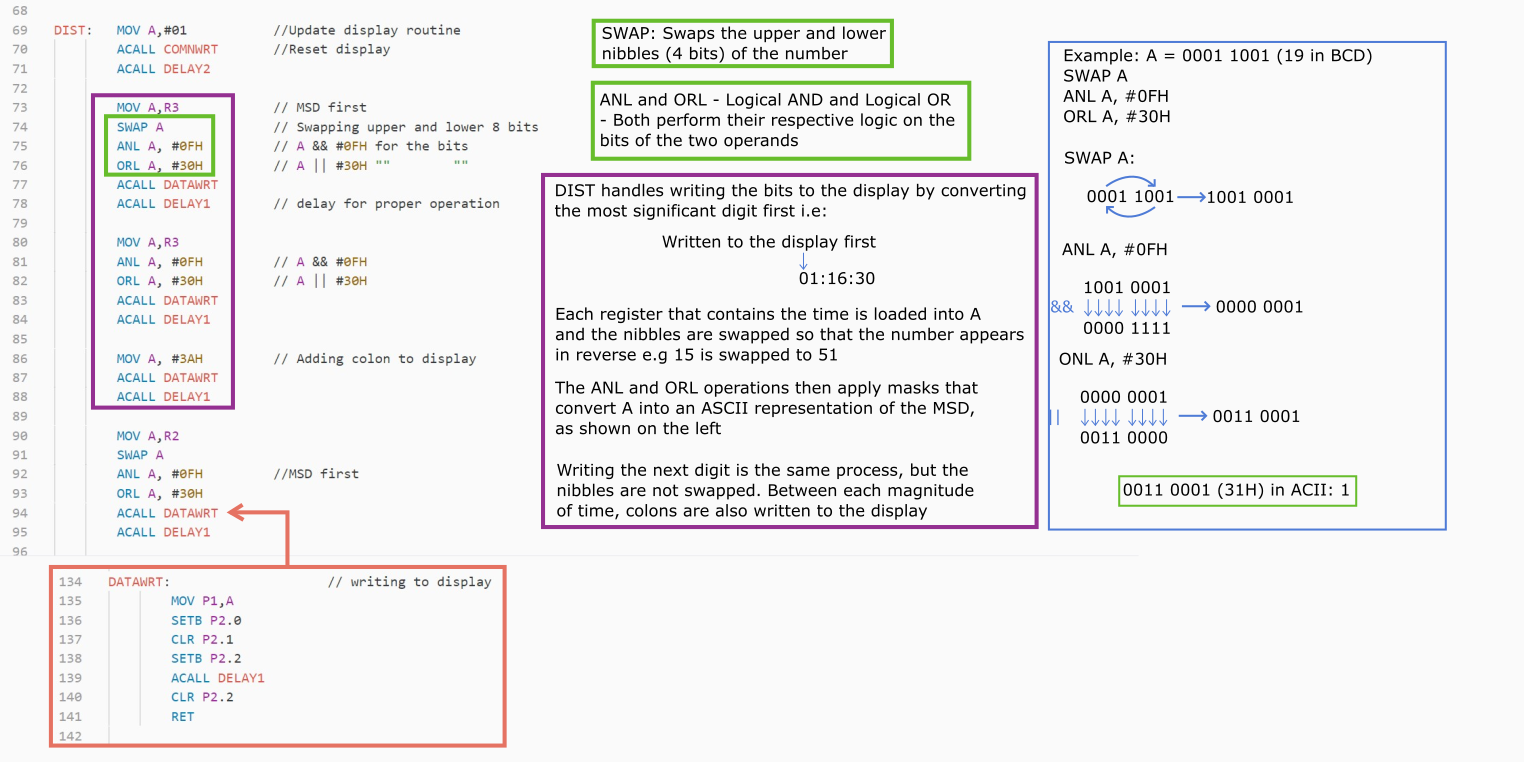 68
69 DIST: MOV A,#01 //Update display routine
70 ACALL COMNWRT //Reset display
71 ACALL DELAY2
72
73 MOV A,R3 // MSD first
74 SWAP A // Swapping upper and lower 8 bits
75 ANL A, #0FH // A && #0FH for the bits
76 ORL A, #30H // A || #30H "" ""
77 ACALL DATAWRT
78 ACALL DELAY1 // delay for proper operation
79
80 MOV A,R3
81 ANL A, #0FH // A && #0FH
82 ORL A, #30H // A || #30H
83 ACALL DATAWRT
84 ACALL DELAY1
85
86 MOV A, #3AH // Adding colon to display
87 ACALL DATAWRT
88 ACALL DELAY1
89
90 MOV A,R2
91 SWAP A
92 ANL A, #0FH //MSD first
93 ORL A, #30H
94 ACALL DATAWRT
95 ACALL DELAY1
96
134 DATAWRT: // writing to display
135 MOV P1,A
136 SETB P2.0
137 CLR P2.1
138 SETB P2.2
139 ACALL DELAY1
140 CLR P2.2
141 RET
142
SWAP: Swaps the upper and lower
nibbles (4 bits) of the number
ANL and ORL - Logical AND and Logical OR
- Both perform their respective logic on the
bits of the two operands
DIST handles writing the bits to the display by converting
the most significant digit first i.e:
Written to the display first
01:16:30
Each register that contains the time is loaded into A
and the nibbles are swapped so that the number appears
in reverse e.g 15 is swapped to 51
The ANL and ORL operations then apply masks that
convert A into an ASCII representation of the MSD,
as shown on the left
Writing the next digit is the same process, but the
nibbles are not swapped. Between each magnitude
of time, colons are also written to the display
Example: A = 0001 1001 (19 in BCD)
SWAP A
ANL A, #0FH
ORL A, #30H
SWAP A:
0001 1001 1001 0001
ANL A, #0FH
1001 0001
&& 0000 0001
0000 1111
ONL A, #30H
0000 0001
|| 0011 0001
0011 0000
0011 0001 (31H) in ACII: 1